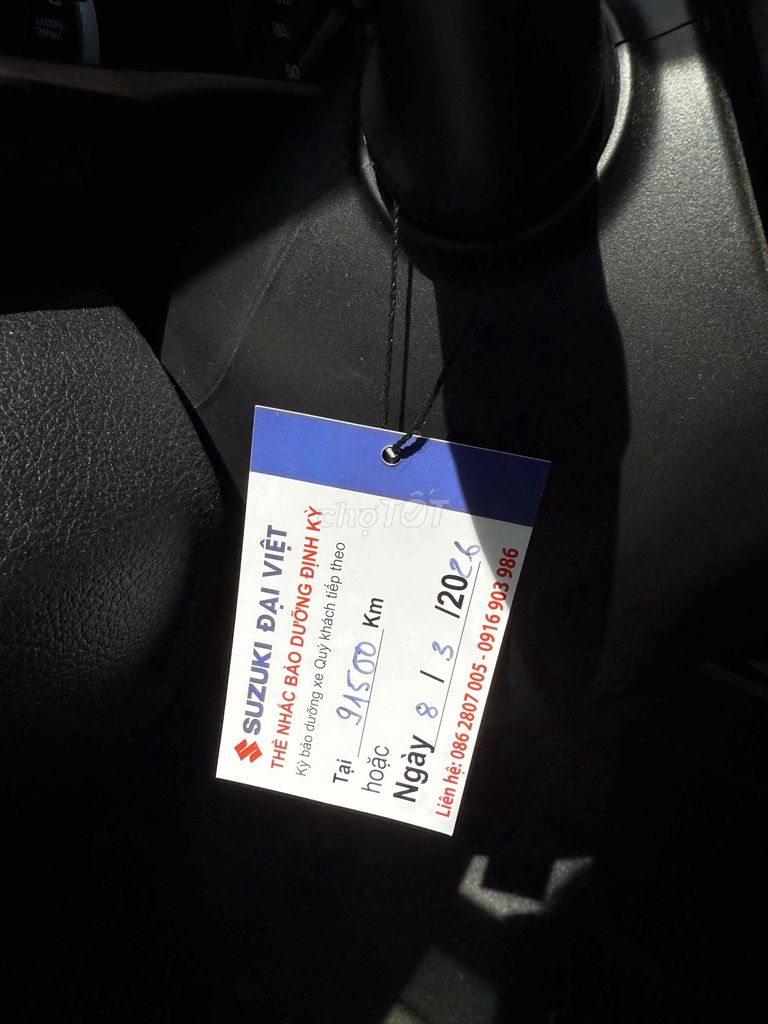 SUZUKI ĐẠI VIỆT
THẺ NHẮC BẢO DƯỠNG ĐỊNH KỲ
Kỳ bảo dưỡng xe Quý khách tiếp theo
Tại 91500 Km
hoặc
Ngày 8 / 3 /2026
Liên hệ: 086 2807 005 - 0916 903 986
chợTỐT
60